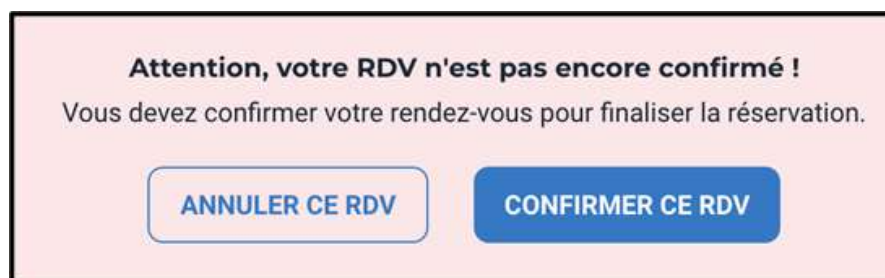 Attention, votre RDV n'est pas encore confirmé !
Vous devez confirmer votre rendez-vous pour finaliser la réservation.
ANNULER CE RDV
CONFIRMER CE RDV